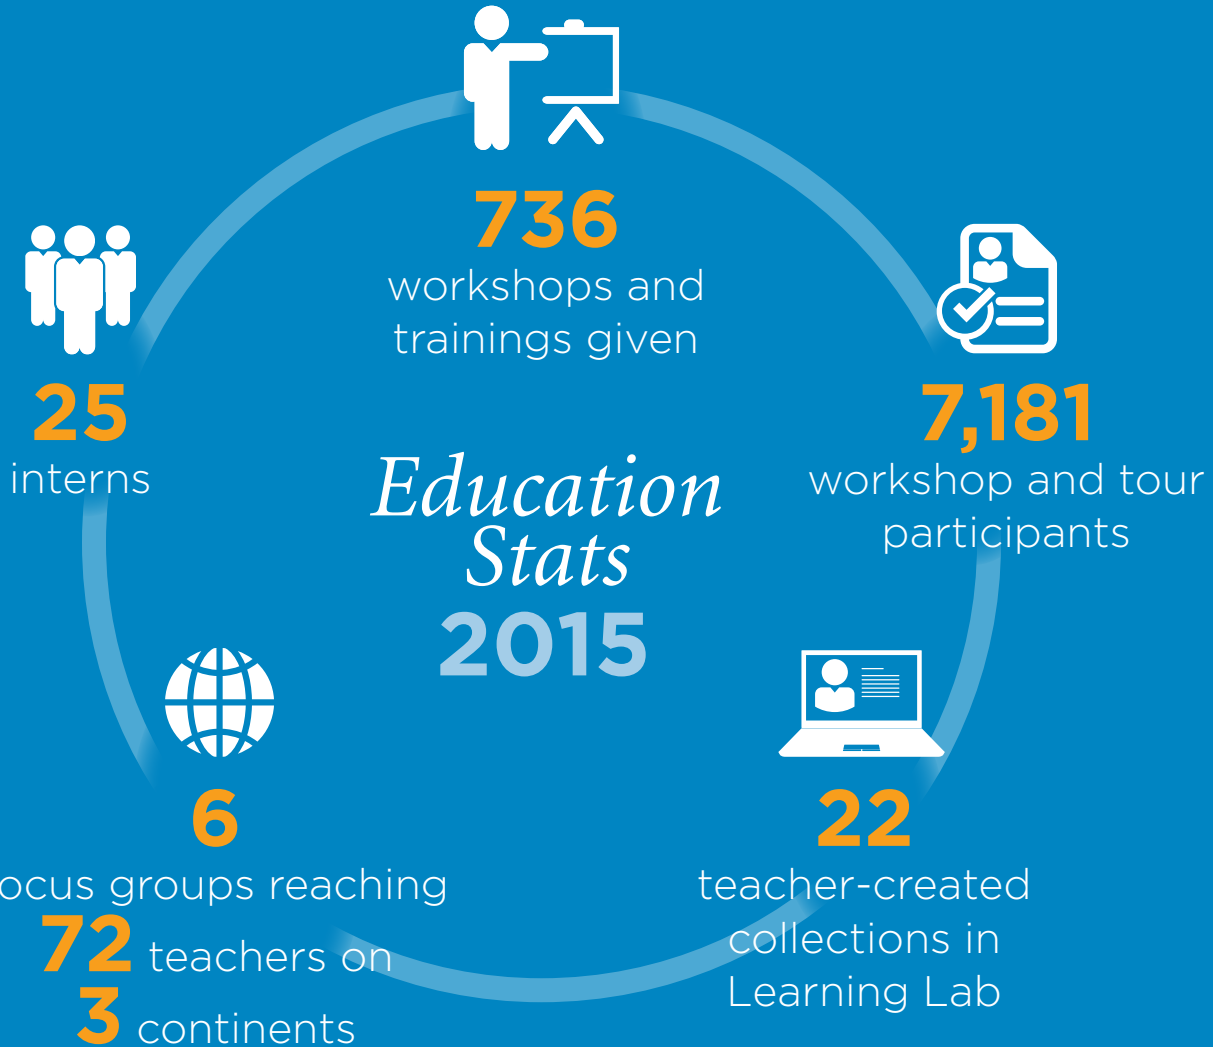 736
workshops and
trainings given
25
interns
7,181
workshop and tour
participants
Education
Stats
2015
6
ocus groups reaching
72 teachers on
3 continents
22
teacher-created
collections in
Learning Lab